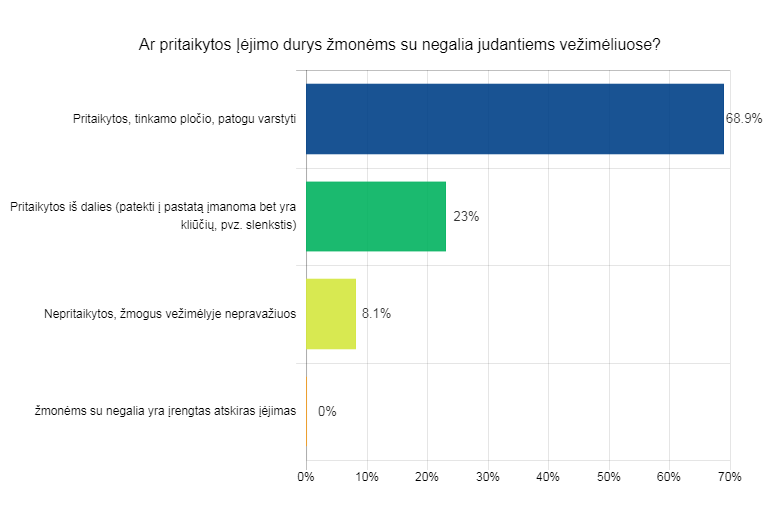 Ar pritaikytos Įėjimo durys žmonėms su negalia judantiems vežimėliuose?
Pritaikytos, tinkamo pločio, patogu varstyti
68.9%
Pritaikytos iš dalies (patekti į pastatą įmanoma bet yra
kliūčių, pvz. slenkstis)
23%
Nepritaikytos, žmogus vežimėlyje nepravažiuos
8.1%
žmonėms su negalia yra įrengtas atskiras įėjimas
0%
0% 10% 20% 30% 40% 50% 60% 70%